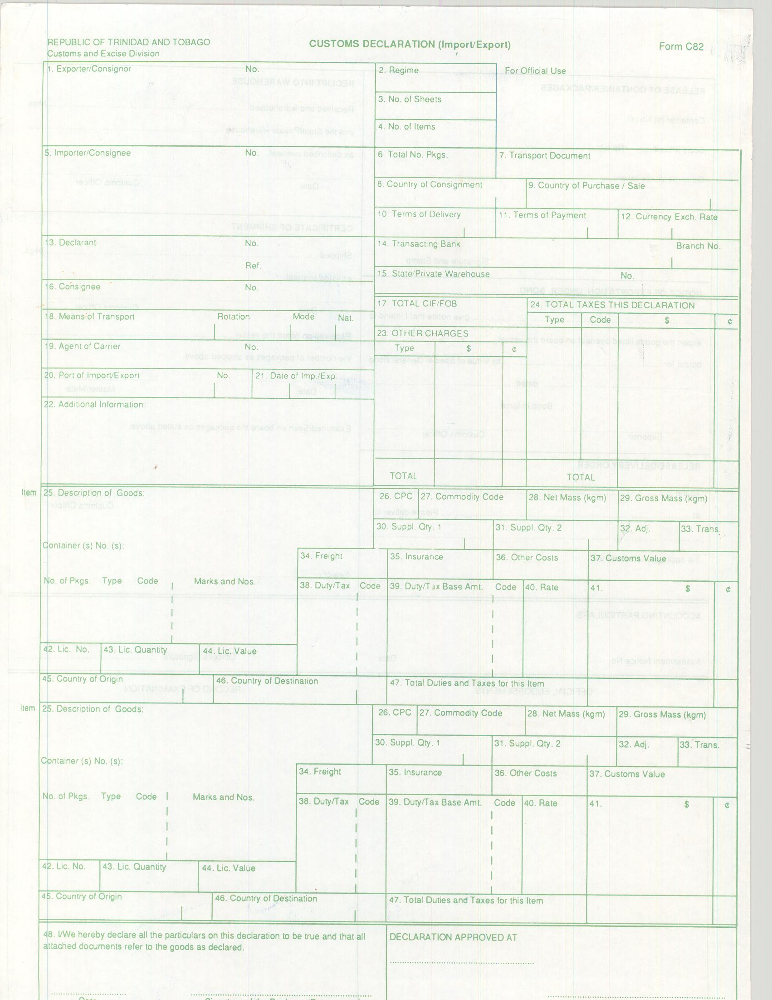 REPUBLIC OF TRINIDAD AND TOBAGO
Customs and Excise Division
CUSTOMS DECLARATION (Import/Export)
Form C82
1. Exporter/Consignor No.
2. Regime
For Official Use
3. No. of Sheets
4. No. of Items
5. Importer/Consignee No.
6. Total No. Pkgs.
7. Transport Document
8. Country of Consignment
9. Country of Purchase / Sale
10. Terms of Delivery
11. Terms of Payment
12. Currency Exch. Rate
13. Declarant No.
Ref.
14. Transacting Bank Branch No.
15. State/Private Warehouse No.
16. Consignee No.
17. TOTAL CIF/FOB
24. TOTAL TAXES THIS DECLARATION
Type Code $ ¢
18. Means of Transport Rotation Mode Nat.
23. OTHER CHARGES
Type $ ¢
19. Agent of Carrier No.
20. Port of Import/Export No.
21. Date of Imp./Exp.
22. Additional Information:
TOTAL
TOTAL
Item
25. Description of Goods:
26. CPC
27. Commodity Code
28. Net Mass (kgm)
29. Gross Mass (kgm)
30. Suppl. Qty. 1
31. Suppl. Qty. 2
32. Adj.
33. Trans.
Container (s) No. (s):
34. Freight
35. Insurance
36. Other Costs
37. Customs Value
No. of Pkgs. Type Code Marks and Nos.
38. Duty/Tax Code
39. Duty/Tax Base Amt. Code
40. Rate
41. $ ¢
42. Lic. No.
43. Lic. Quantity
44. Lic. Value
45. Country of Origin
46. Country of Destination
47. Total Duties and Taxes for this Item
Item
25. Description of Goods:
26. CPC
27. Commodity Code
28. Net Mass (kgm)
29. Gross Mass (kgm)
30. Suppl. Qty. 1
31. Suppl. Qty. 2
32. Adj.
33. Trans.
Container (s) No. (s):
34. Freight
35. Insurance
36. Other Costs
37. Customs Value
No. of Pkgs. Type Code Marks and Nos.
38. Duty/Tax Code
39. Duty/Tax Base Amt. Code
40. Rate
41. $ ¢
42. Lic. No.
43. Lic. Quantity
44. Lic. Value
45. Country of Origin
46. Country of Destination
47. Total Duties and Taxes for this Item
48. I/We hereby declare all the particulars on this declaration to be true and that all
attached documents refer to the goods as declared.
DECLARATION APPROVED AT